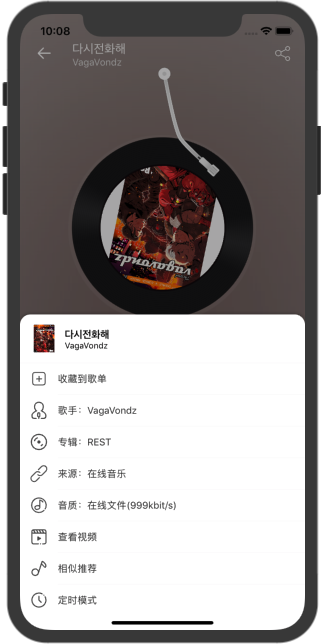 10:08
다시전화해
VagaVondz
vagavondz
다시전화해
VagaVondz
收藏到歌单
歌手：VagaVondz
专辑：REST
来源：在线音乐
音质：在线文件(999kbit/s)
查看视频
相似推荐
定时模式